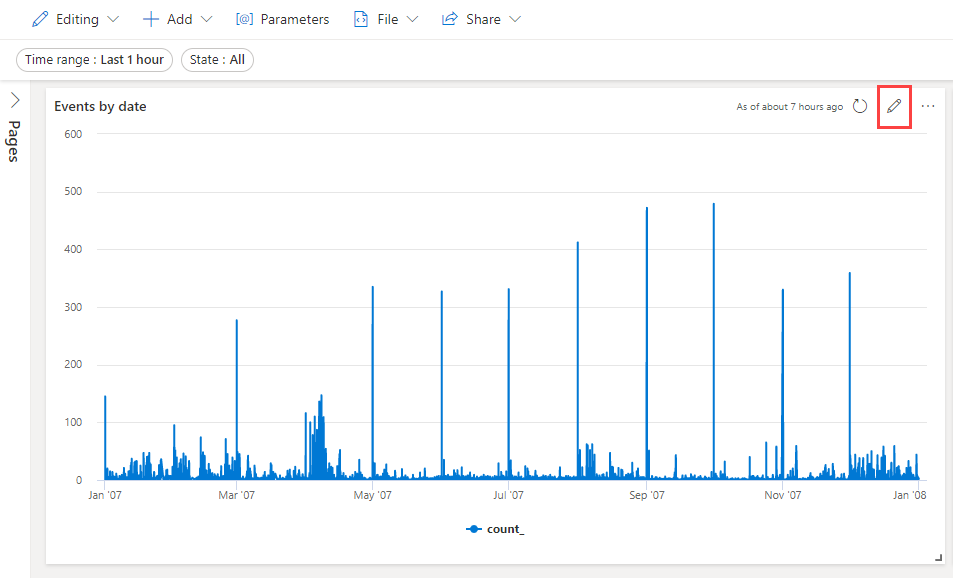 Editing Add [@] Parameters File Share
Time range : Last 1 hour State : All
Pages
Events by date As of about 7 hours ago
600
500
400
300
200
100
0
Jan '07 Mar '07 May '07 Jul '07 Sep '07 Nov '07 Jan '08
count_